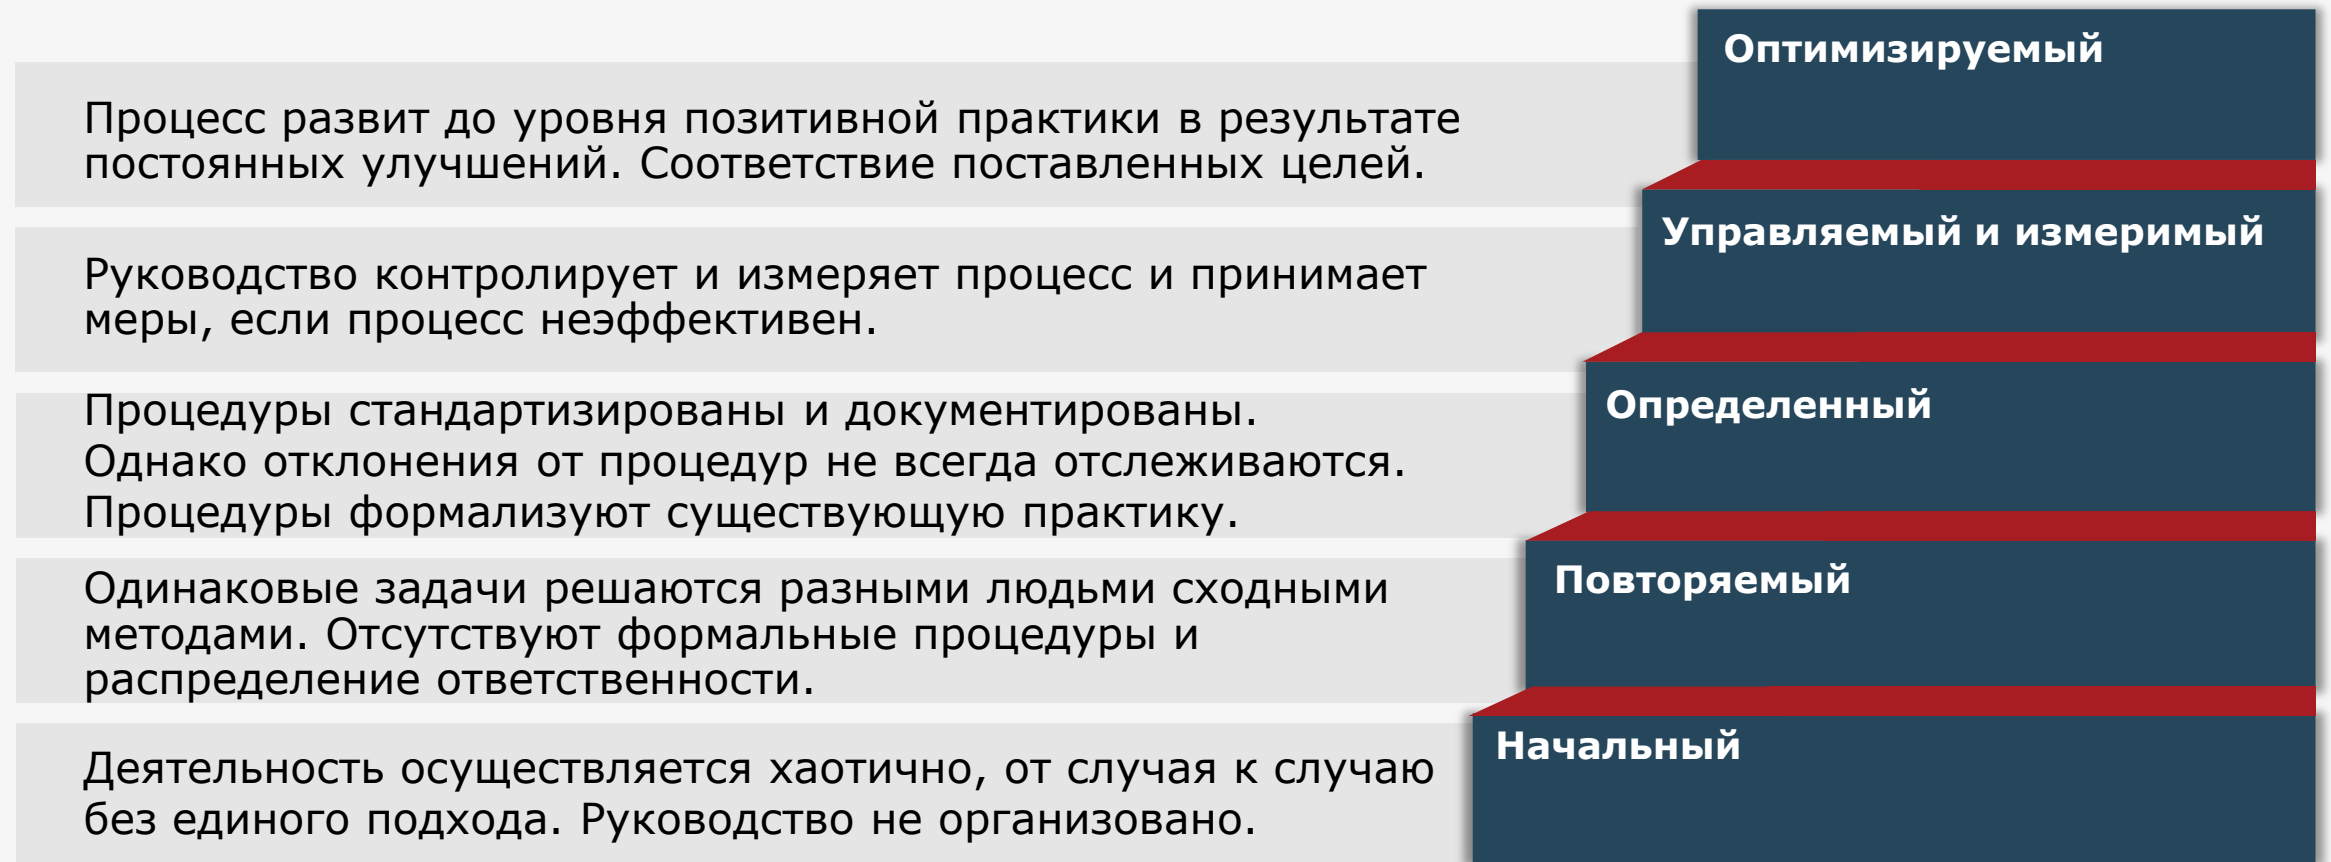 Оптимизируемый
Процесс развит до уровня позитивной практики в результате
постоянных улучшений. Соответствие поставленных целей.
Управляемый и измеримый
Руководство контролирует и измеряет процесс и принимает
меры, если процесс неэффективен.
Определенный
Процедуры стандартизированы и документированы.
Однако отклонения от процедур не всегда отслеживаются.
Процедуры формализуют существующую практику.
Повторяемый
Одинаковые задачи решаются разными людьми сходными
методами. Отсутствуют формальные процедуры и
распределение ответственности.
Начальный
Деятельность осуществляется хаотично, от случая к случаю
без единого подхода. Руководство не организовано.